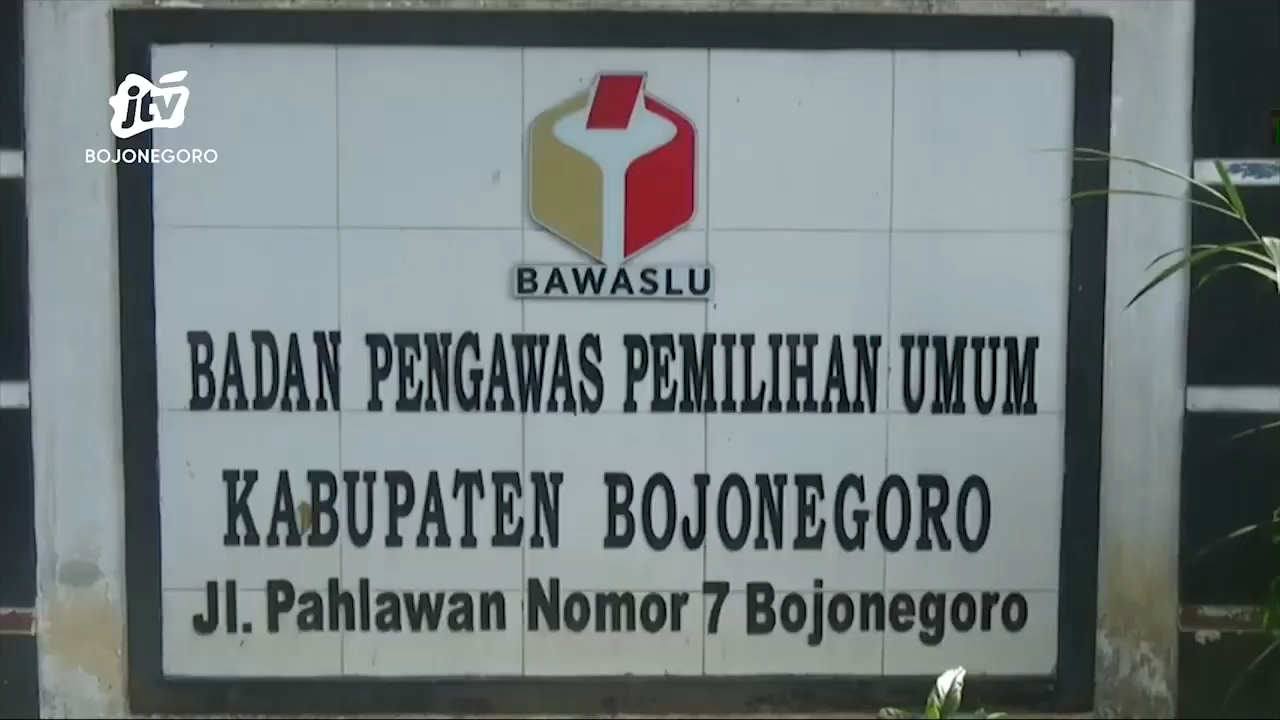 jtv
BOJONEGORO
BAWASLU
BADAN PENGAWAS PEMILIHAN UMUM
KABUPATEN BOJONEGORO
Jl. Pahlawan Nomor 7 Bojonegoro